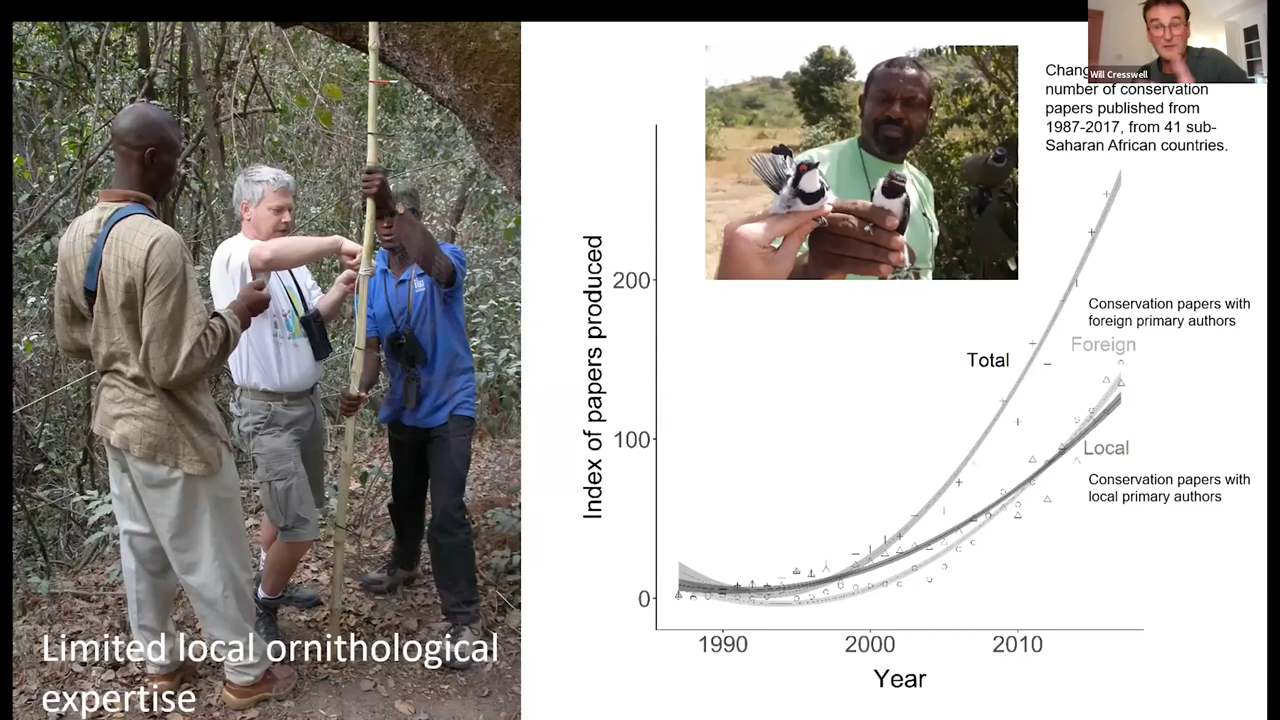 Will Cresswell
number of conservation
papers published from
1987-2017, from 41 sub-
Saharan African countries.
Index of papers produced
200
100
0
Total
Conservation papers with
foreign primary authors
Foreign
Local
Conservation papers with
local primary authors
1990
2000
2010
Year
Limited local ornithological
expertise